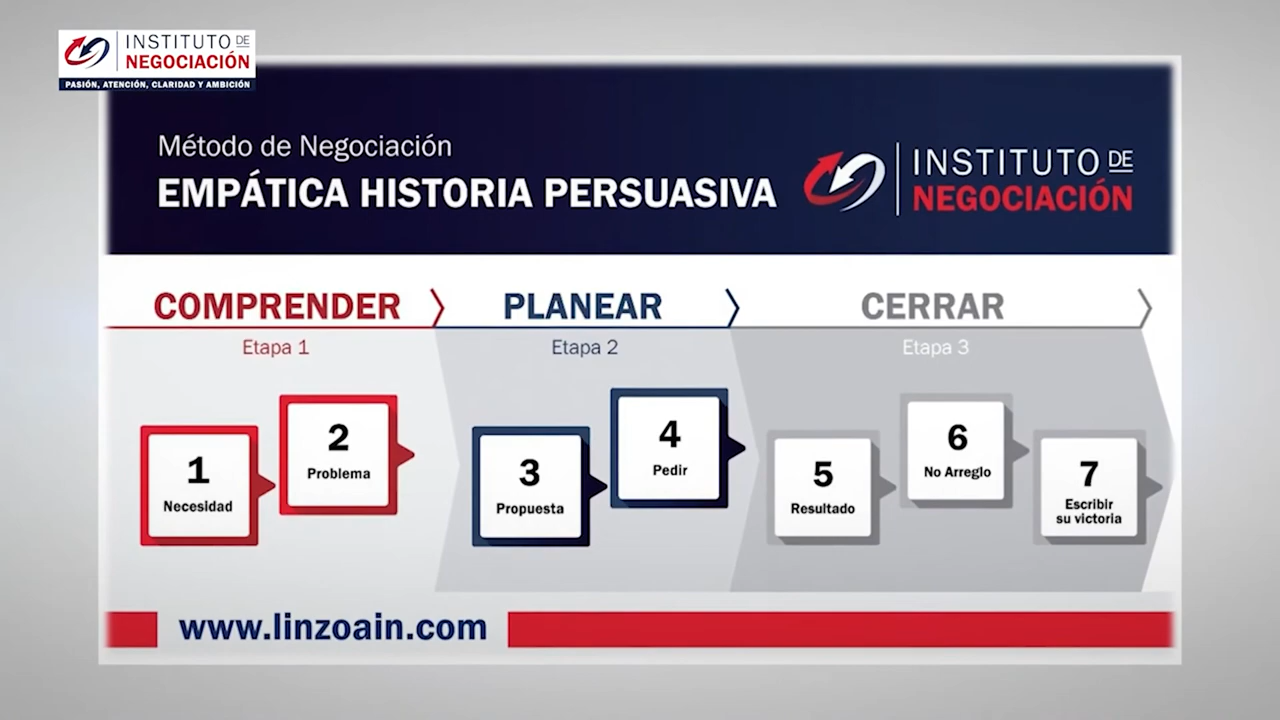 INSTITUTO DE
NEGOCIACIÓN
PASIÓN, ATENCIÓN, CLARIDAD Y AMBICIÓN
Método de Negociación
EMPÁTICA HISTORIA PERSUASIVA
INSTITUTO DE
NEGOCIACIÓN
COMPRENDER
Etapa 1
PLANEAR
Etapa 2
CERRAR
Etapa 3
1
Necesidad
2
Problema
3
Propuesta
4
Pedir
5
Resultado
6
No Arreglo
7
Escribir
su victoria
www.linzoain.com